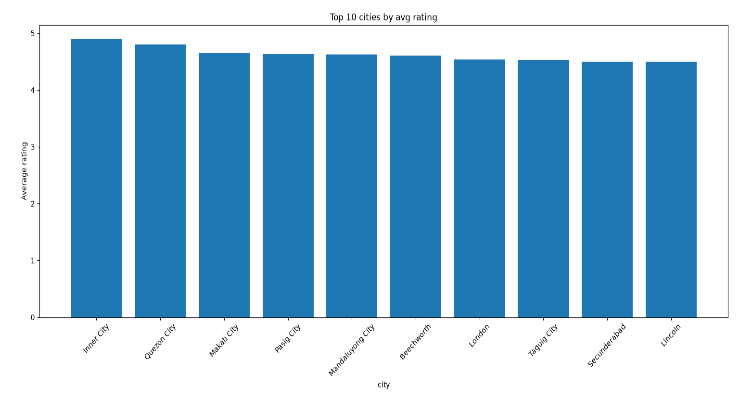 Top 10 cities by avg rating
Average rating
5
4
3
2
1
0
Inner City
Quezon City
Makati City
Pasig City
Mandaluyong City
Beechworth
London
Taguig City
Secunderabad
Lincoln
city